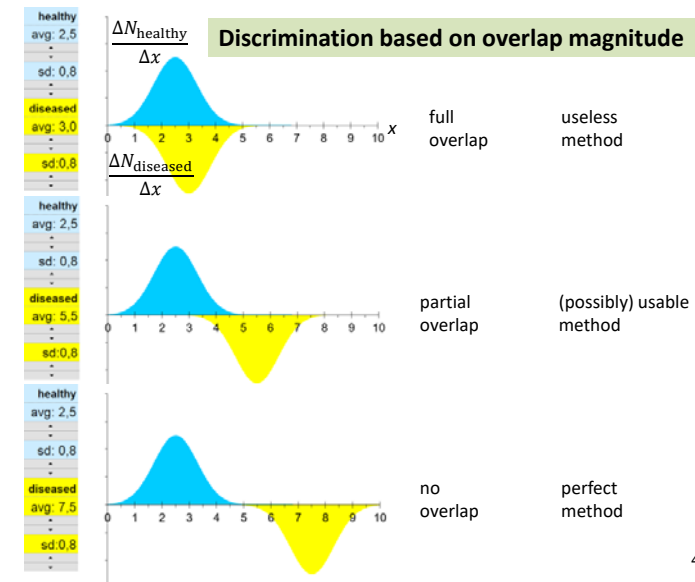 Discrimination based on overlap magnitude
healthy
avg: 2,5
sd: 0,8
diseased
avg: 3,0
sd:0,8
ΔN_healthy
Δx
0 1 2 3 4 5 6 7 8 9 10 x
ΔN_diseased
Δx
full
overlap
useless
method
healthy
avg: 2,5
sd: 0,8
diseased
avg: 5,5
sd:0,8
0 1 2 3 4 5 6 7 8 9 10
partial
overlap
(possibly) usable
method
healthy
avg: 2,5
sd: 0,8
diseased
avg: 7,5
sd:0,8
0 1 2 3 4 5 6 7 8 9 10
no
overlap
perfect
method
4